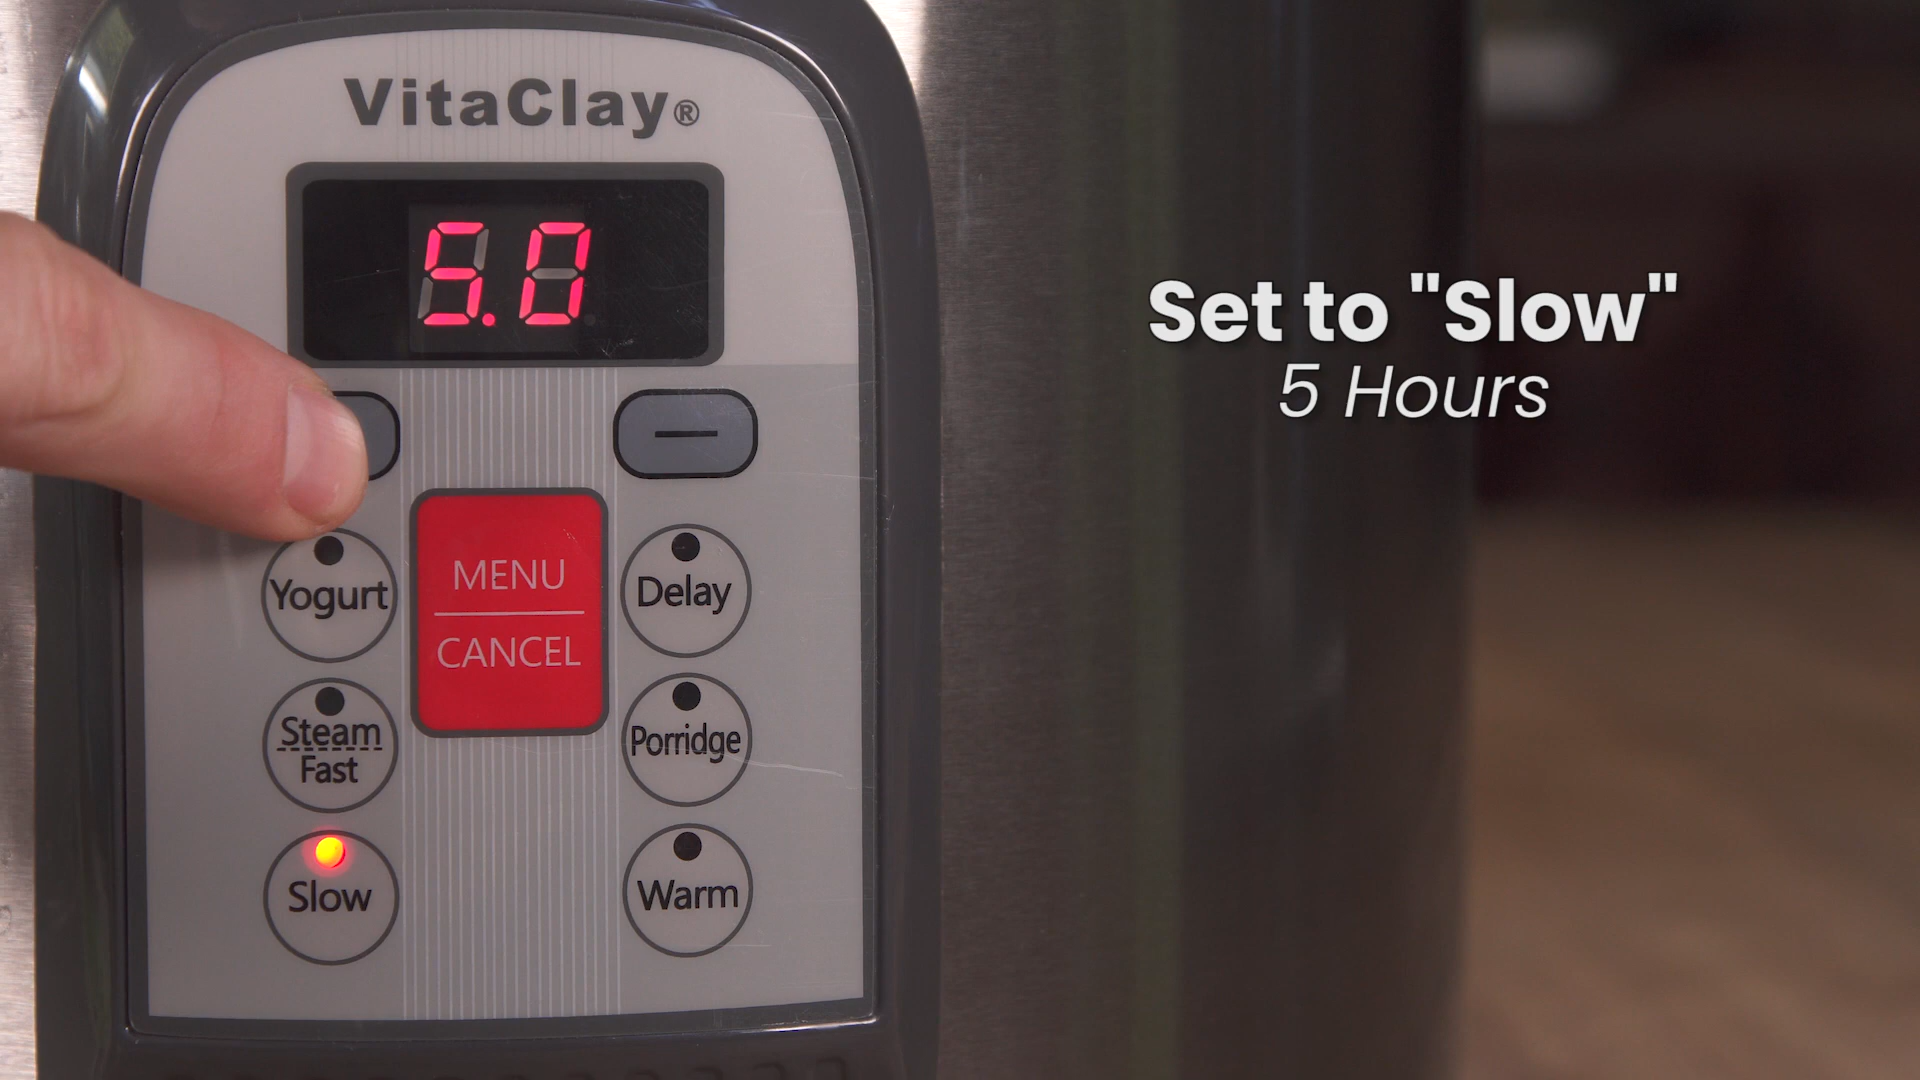 VitaClay®
5.0
Set to "Slow"
5 Hours
—
MENU
CANCEL
Yogurt
Delay
Steam
Fast
Porridge
Slow
Warm